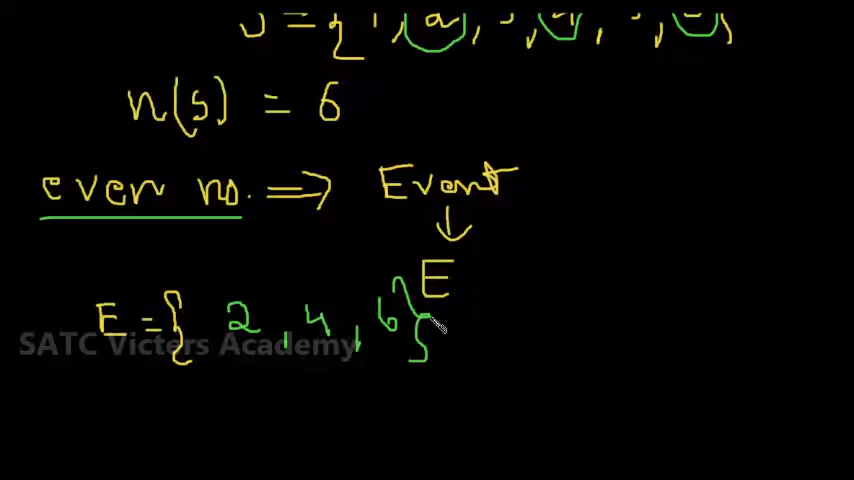 n(s) = 6
even no. ⇒ Event
↓
E
E = { 2, 4, 6 }
SATC Victers Academy